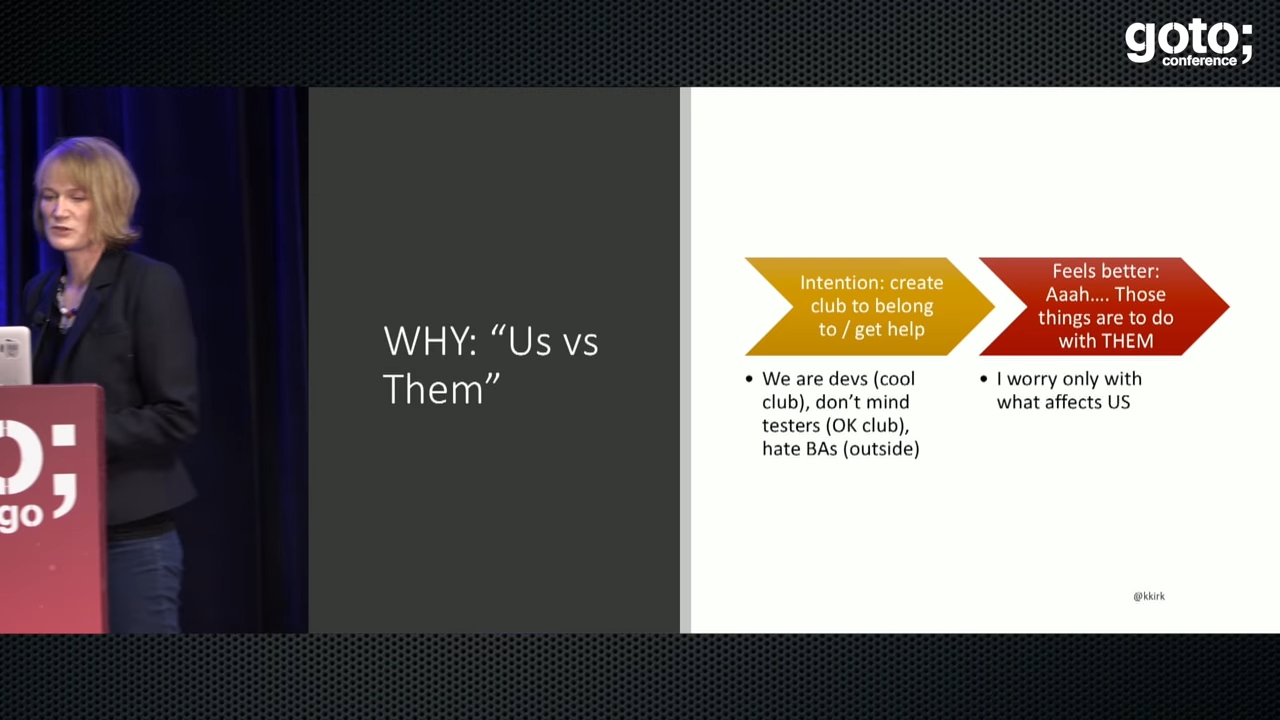 goto;
conference
WHY: “Us vs
Them”
Intention: create
club to belong
to / get help
Feels better:
Aaah.... Those
things are to do
with THEM
• We are devs (cool
club), don’t mind
testers (OK club),
hate BAs (outside)
• I worry only with
what affects US
@kkirk
o;
go